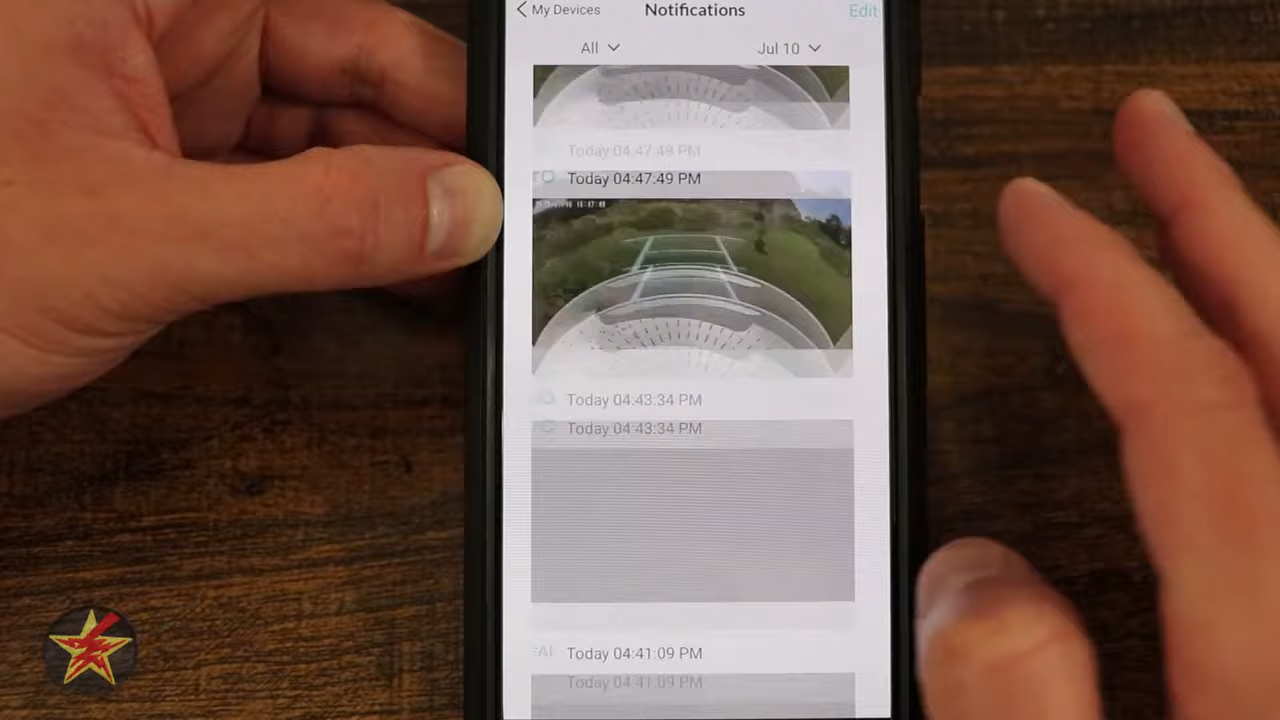 My Devices
Notifications
Edit
All
Jul 10
Today 04:47:49 PM
Today 04:47:49 PM
Today 04:43:34 PM
Today 04:43:34 PM
Today 04:41:09 PM
Today 04:41:09 PM